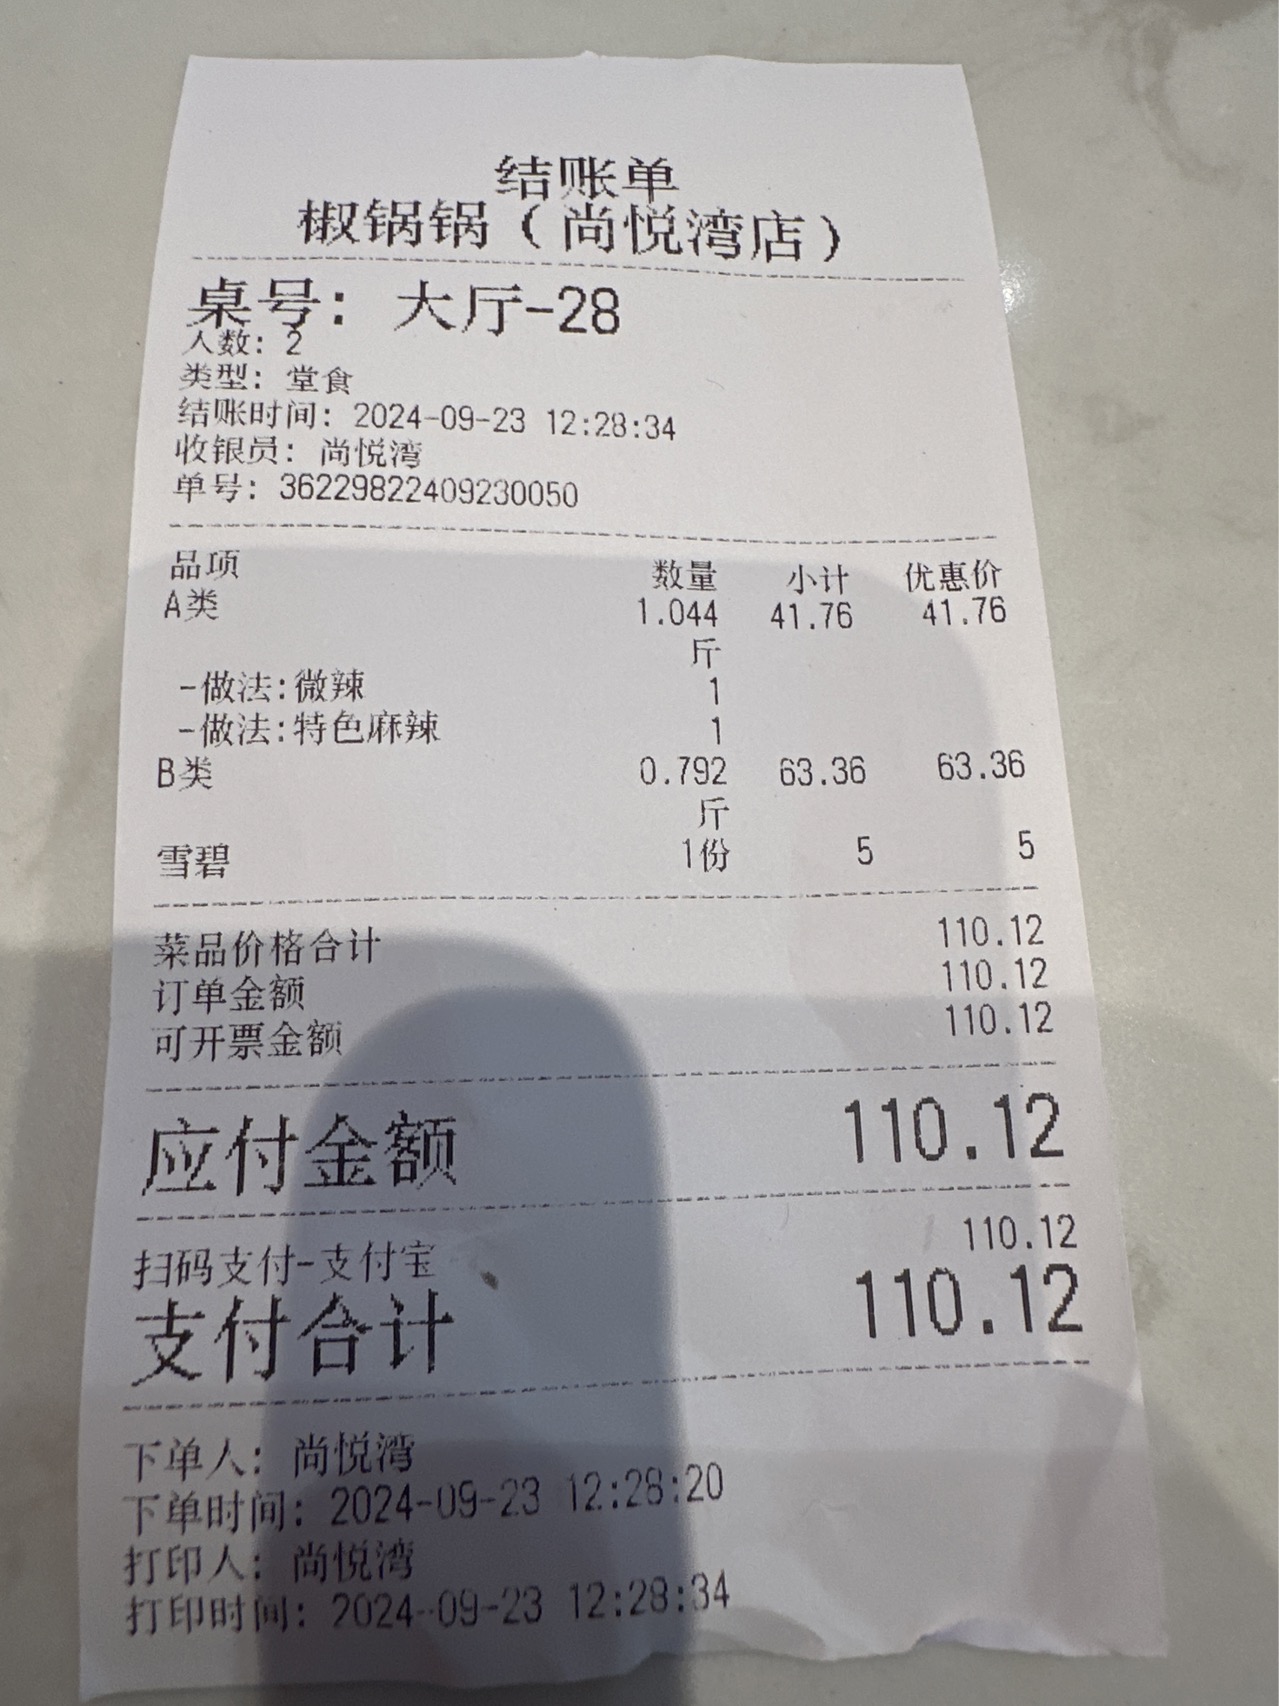 结账单
椒锅锅（尚悦湾店）
桌号：大厅-28
人数：2
类型：堂食
结账时间：2024-09-23 12:28:34
收银员：尚悦湾
单号：36229822409230050
品项 数量 小计 优惠价
A类 1.044 41.76 41.76
斤
-做法:微辣 1
-做法:特色麻辣 1
B类 0.792 63.36 63.36
斤
雪碧 1份 5 5
菜品价格合计 110.12
订单金额 110.12
可开票金额 110.12
应付金额 110.12
扫码支付-支付宝 110.12
支付合计 110.12
下单人：尚悦湾
下单时间：2024-09-23 12:28:20
打印人：尚悦湾
打印时间：2024-09-23 12:28:34